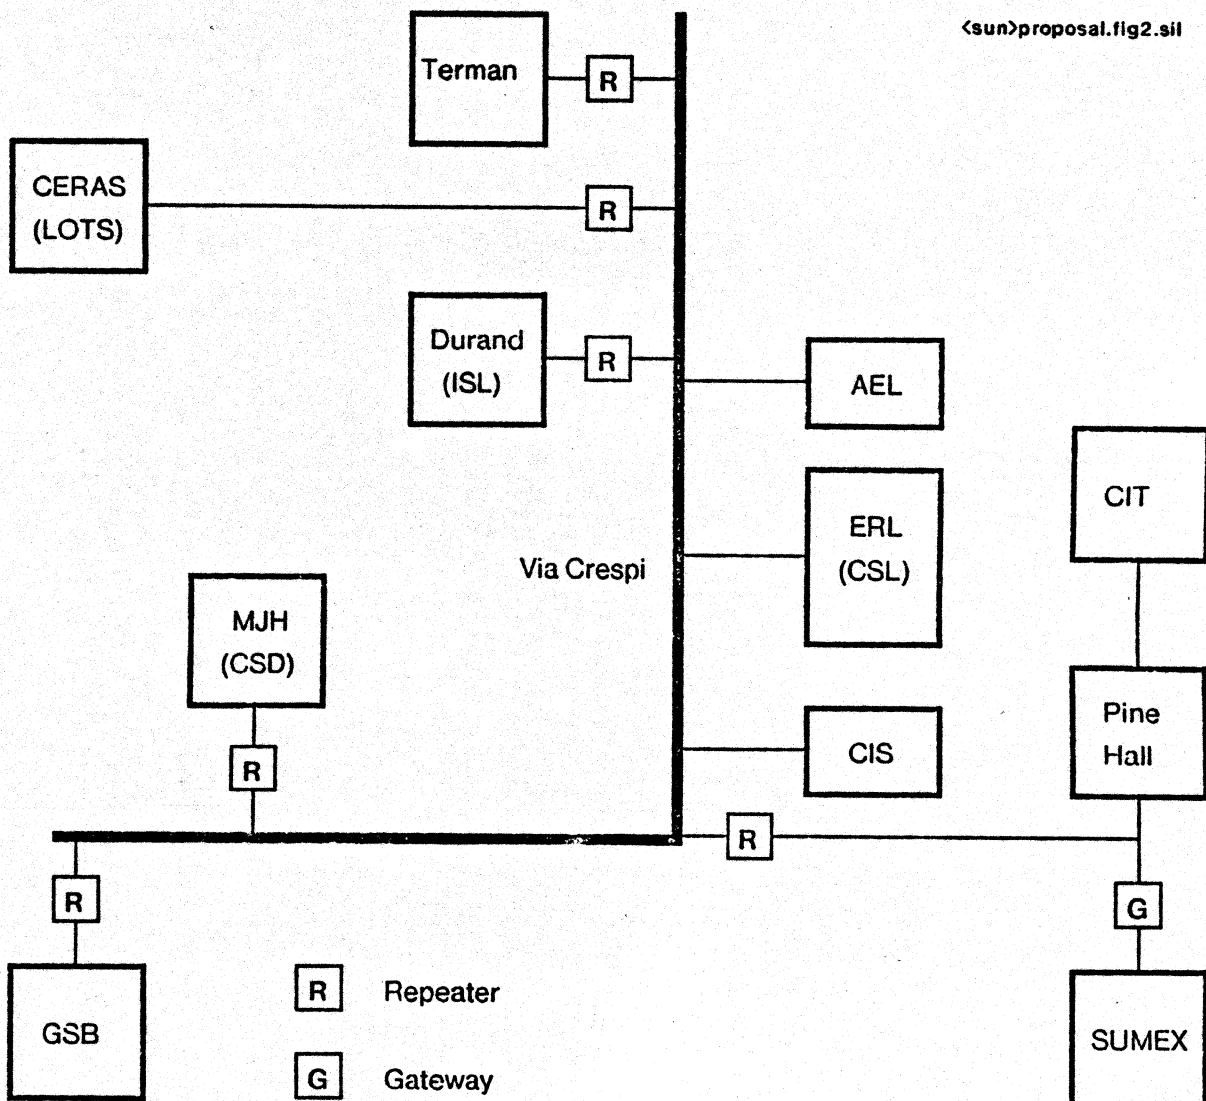 <sun>proposal.fig2.sil
Terman
R
CERAS
(LOTS)
R
Durand
(ISL)
R
AEL
CIT
ERL
(CSL)
Via Crespi
MJH
(CSD)
Pine
Hall
CIS
R
R
R
G
GSB
R
Repeater
SUMEX
G
Gateway